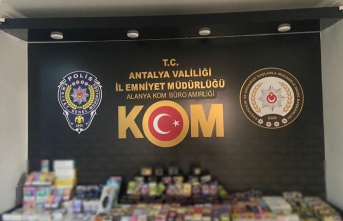 T.C.
ANTALYA VALİLİĞİ
İL EMNİYET MÜDÜRLÜĞÜ
ALANYA KOM BÜRO AMİRLİĞİ
KOM
POLİS